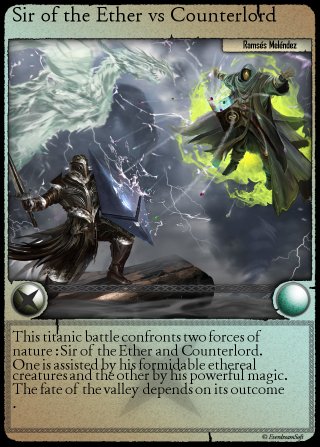 Sir of the Ether vs Counterlord
Ramsés Meléndez
This titanic battle confronts two forces of
nature : Sir of the Ether and Counterlord.
One is assisted by his formidable ethereal
creatures and the other by his powerful magic.
The fate of the valley depends on its outcome
.
© EverdreamSoft